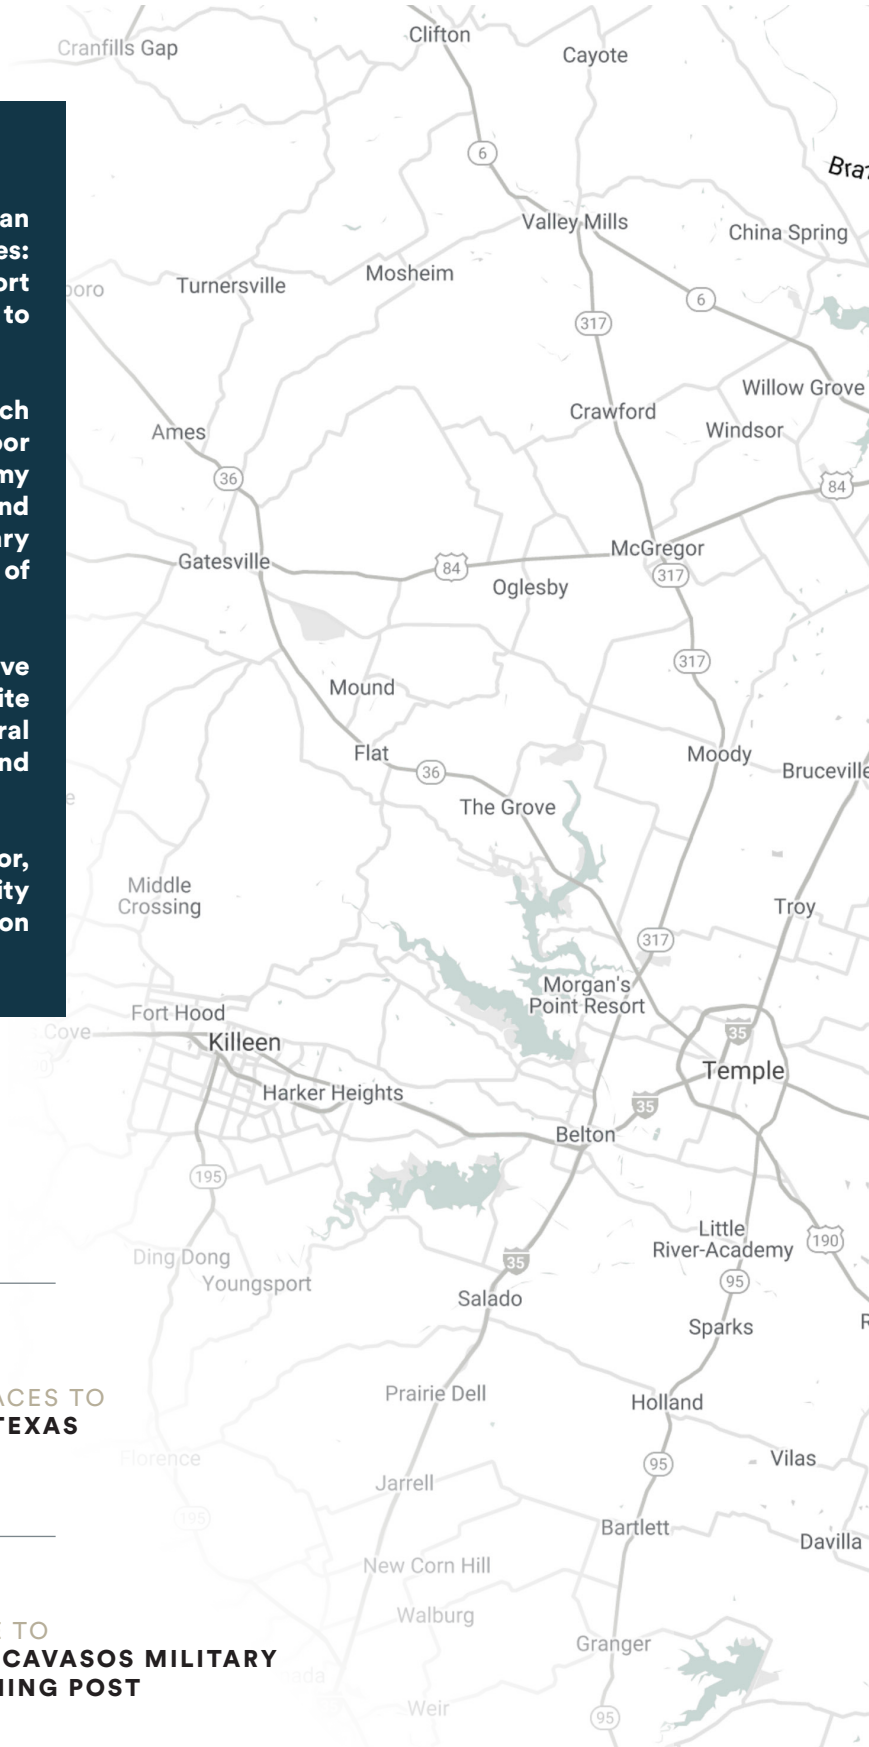 Clifton
Cranfills Gap
Cayote
6
an
es:
ort
to
Valley Mills
China Spring
Mosheim
Turnersville
boro
6
317
Willow Grove
Crawford
Windsor
Ames
ch
oor
my
nd
ary
of
36
84
McGregor
Gatesville
84
317
Oglesby
317
ve
ite
ral
nd
Mound
Flat
Moody
36
Bruceville
The Grove
e
or,
ity
on
Middle
Crossing
Troy
317
Morgan's
Point Resort
Fort Hood
Cove
Killeen
35
Temple
Harker Heights
35
Belton
195
Little
River-Academy
190
Ding Dong
35
Youngsport
95
Salado
Sparks
ACES TO
TEXAS
Prairie Dell
Holland
Florence
95
Vilas
Jarrell
195
Bartlett
Davilla
New Corn Hill
Walburg
TO
CAVASOS MILITARY
NING POST
Granger
Weir
95